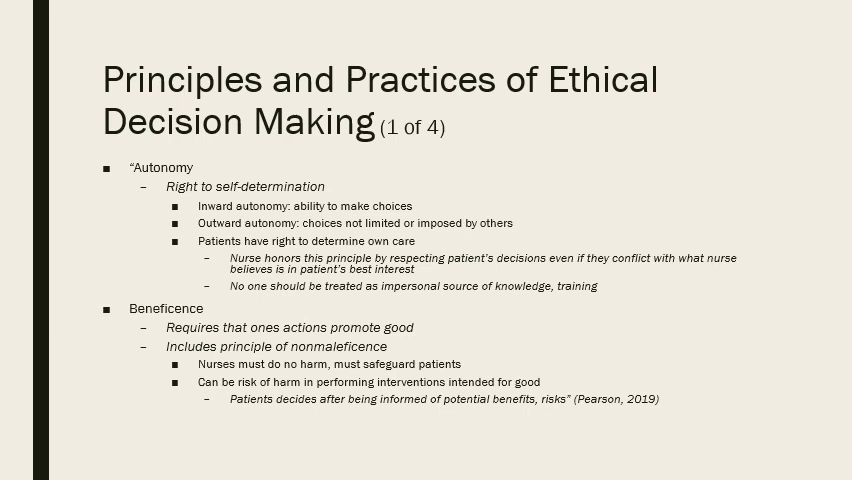 Principles and Practices of Ethical
Decision Making (1 of 4)
■ “Autonomy
– Right to self-determination
■ Inward autonomy: ability to make choices
■ Outward autonomy: choices not limited or imposed by others
■ Patients have right to determine own care
– Nurse honors this principle by respecting patient’s decisions even if they conflict with what nurse
believes is in patient’s best interest
– No one should be treated as impersonal source of knowledge, training
■ Beneficence
– Requires that ones actions promote good
– Includes principle of nonmaleficence
■ Nurses must do no harm, must safeguard patients
■ Can be risk of harm in performing interventions intended for good
– Patients decides after being informed of potential benefits, risks” (Pearson, 2019)